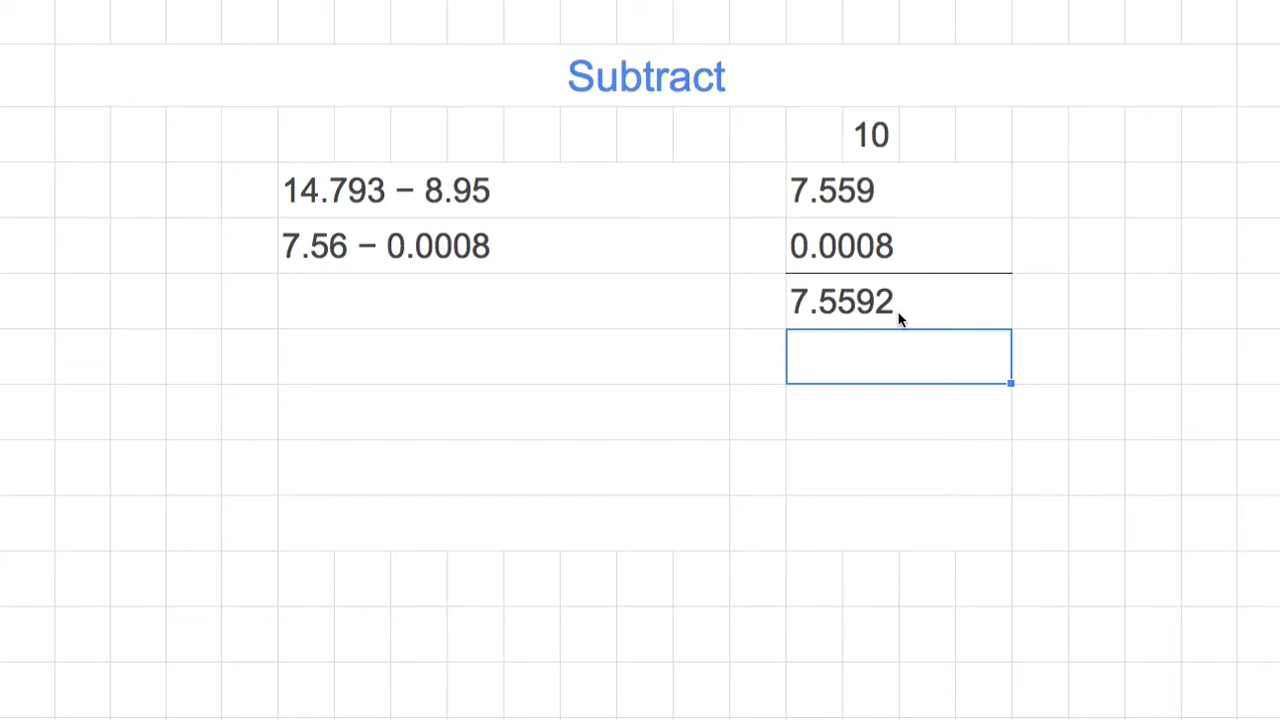 Subtract
10
14.793 − 8.95
7.559
7.56 − 0.0008
0.0008
7.5592